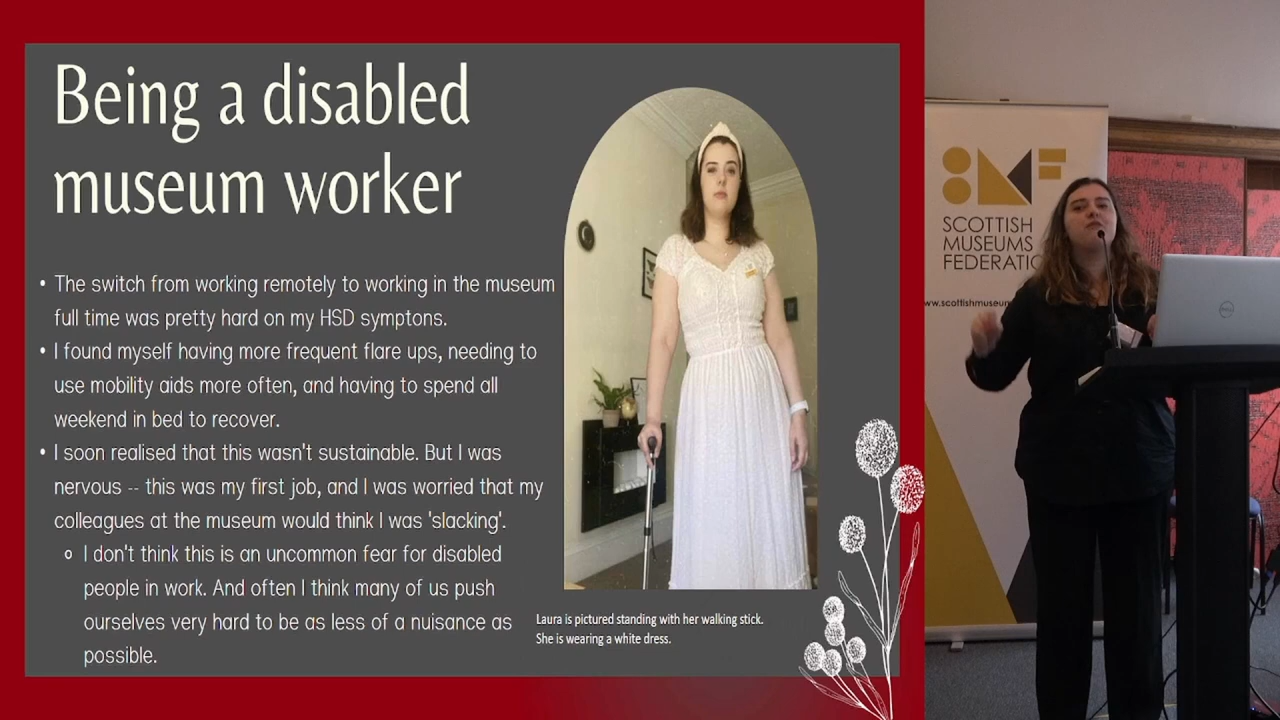 Being a disabled
museum worker
• The switch from working remotely to working in the museum
full time was pretty hard on my HSD symptons.
• I found myself having more frequent flare ups, needing to
use mobility aids more often, and having to spend all
weekend in bed to recover.
• I soon realised that this wasn't sustainable. But I was
nervous -- this was my first job, and I was worried that my
colleagues at the museum would think I was 'slacking'.
○ I don't think this is an uncommon fear for disabled
people in work. And often I think many of us push
ourselves very hard to be as less of a nuisance as
possible.
Laura is pictured standing with her walking stick.
She is wearing a white dress.
SMF
SCOTTISH
MUSEUMS
FEDERATIO
www.scottishmuseum
DELL